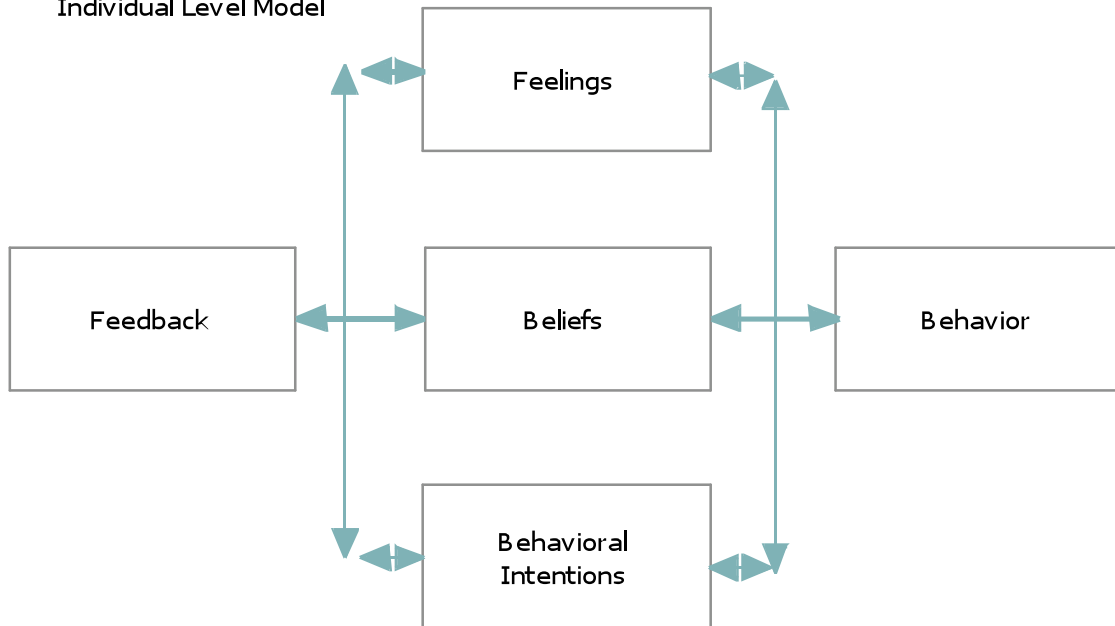 Individual Level Model
Feelings
Feedback
Beliefs
Behavior
Behavioral
Intentions